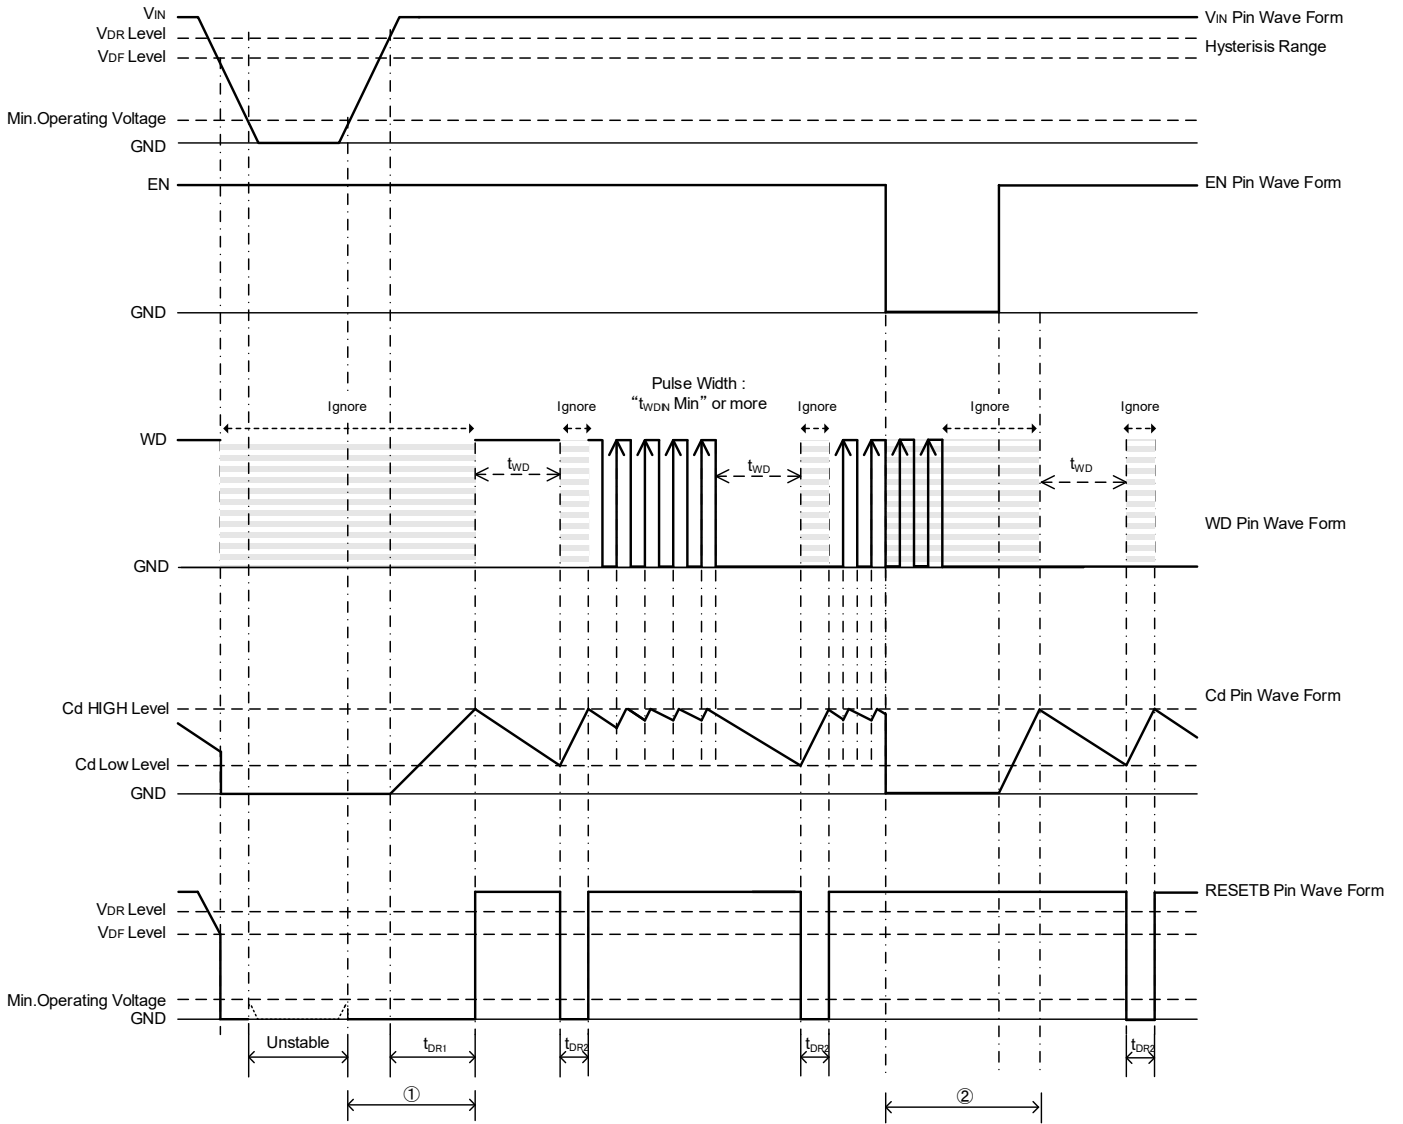 VIN
VIN Pin Wave Form
VDR Level
Hysterisis Range
VDF Level
Min.Operating Voltage
GND
EN
EN Pin Wave Form
GND
Pulse Width :
“tWDIN Min” or more
Ignore
Ignore
Ignore
Ignore
Ignore
WD
tWD
tWD
tWD
WD Pin Wave Form
GND
Cd Pin Wave Form
Cd HIGH Level
Cd Low Level
GND
RESETB Pin Wave Form
VDR Level
VDF Level
Min.Operating Voltage
GND
Unstable
tDR1
tDR2
tDR2
tDR2
①
②